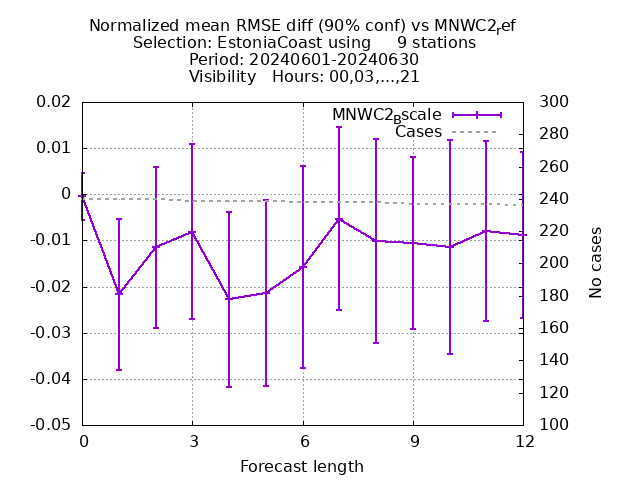 Normalized mean RMSE diff (90% conf) vs MNWC2ref
Selection: EstoniaCoast using 9 stations
Period: 20240601-20240630
Visibility Hours: 00,03,...,21
MNWC2Bscale
Cases
0.02
0.01
0
-0.01
-0.02
-0.03
-0.04
-0.05
300
280
260
240
220
200
180
160
140
120
100
No cases
0 3 6 9 12
Forecast length